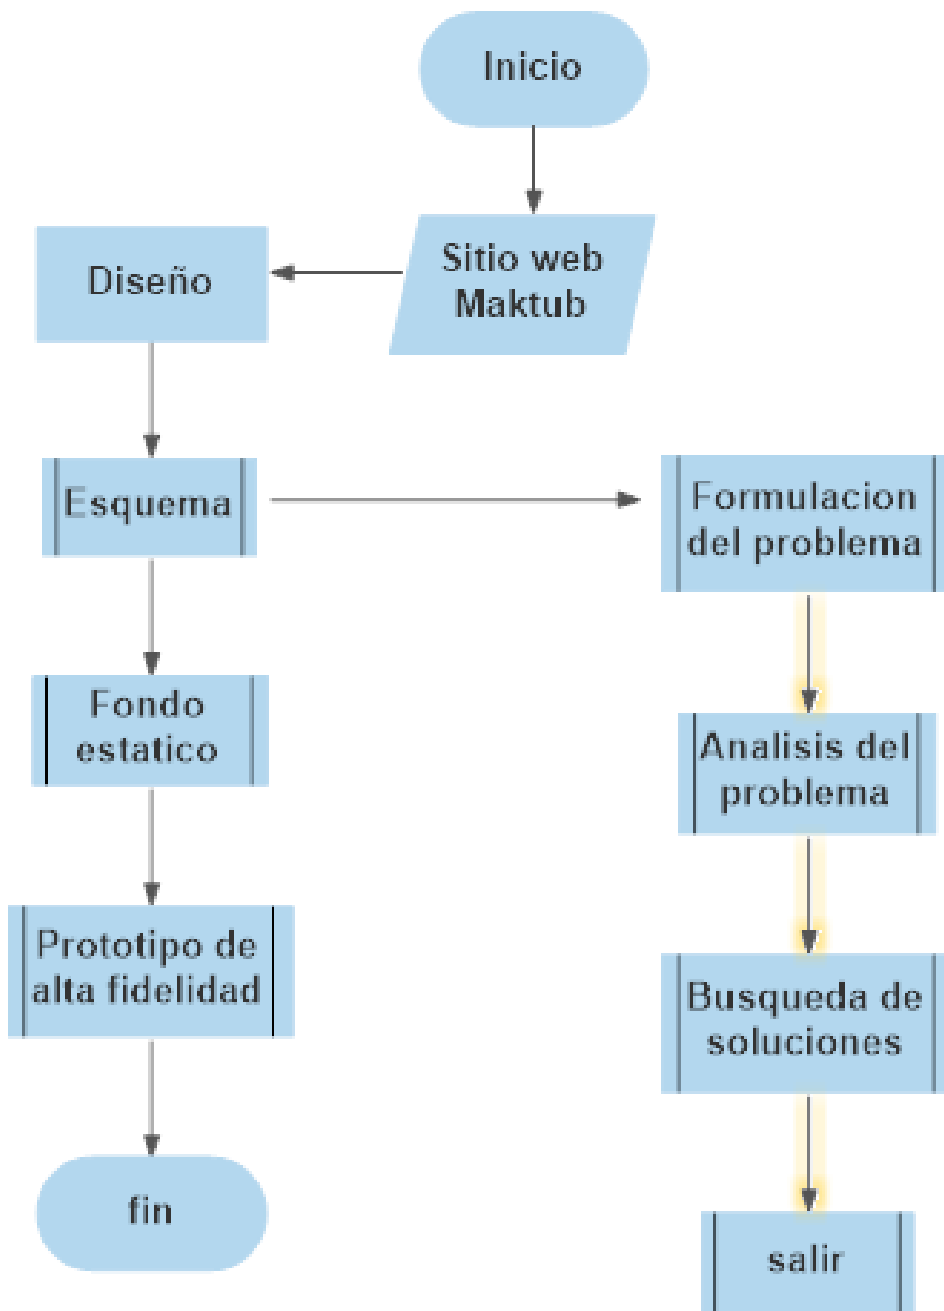 Inicio
Sitio web
Maktub
Diseño
Esquema
Formulacion
del problema
Fondo
estatico
Analisis del
problema
Prototipo de
alta fidelidad
Busqueda de
soluciones
fin
salir